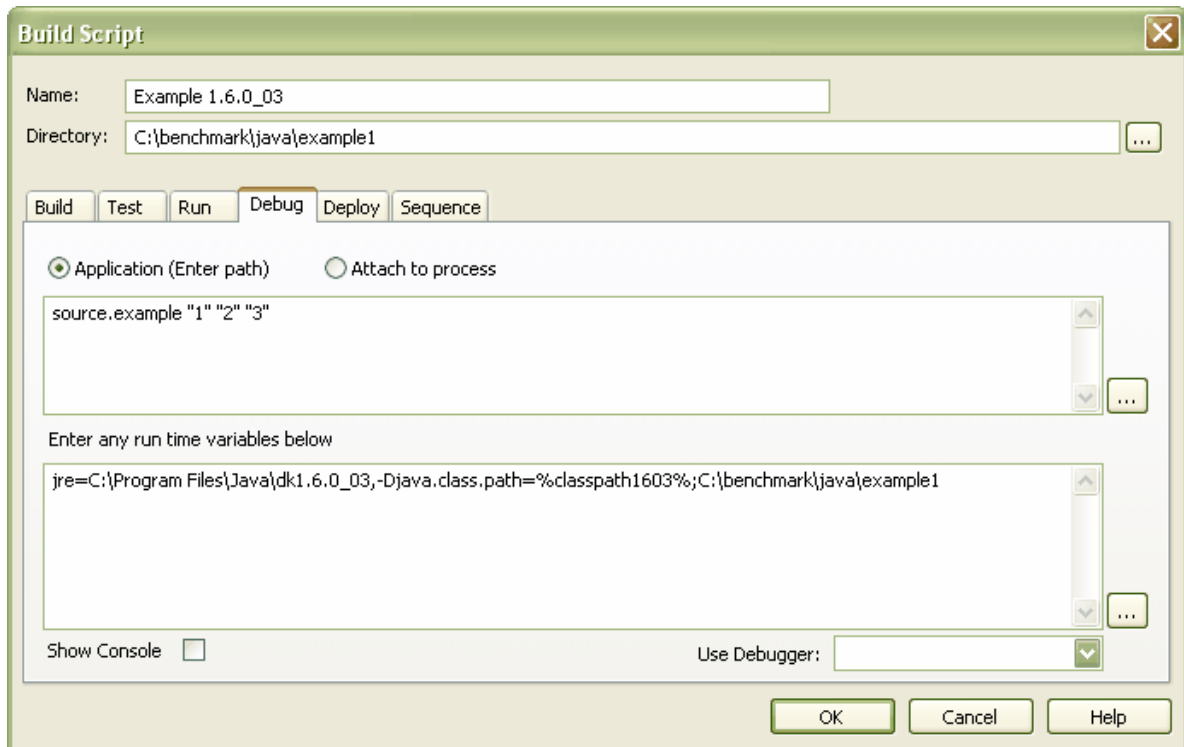 Build Script
Name: Example 1.6.0_03
Directory: C:\benchmark\java\example1 ...
Build Test Run Debug Deploy Sequence
Application (Enter path) Attach to process
source.example "1" "2" "3"
...
Enter any run time variables below
jre=C:\Program Files\Java\dk1.6.0_03,-Djava.class.path=%classpath1603%;C:\benchmark\java\example1
...
Show Console Use Debugger:
OK Cancel Help